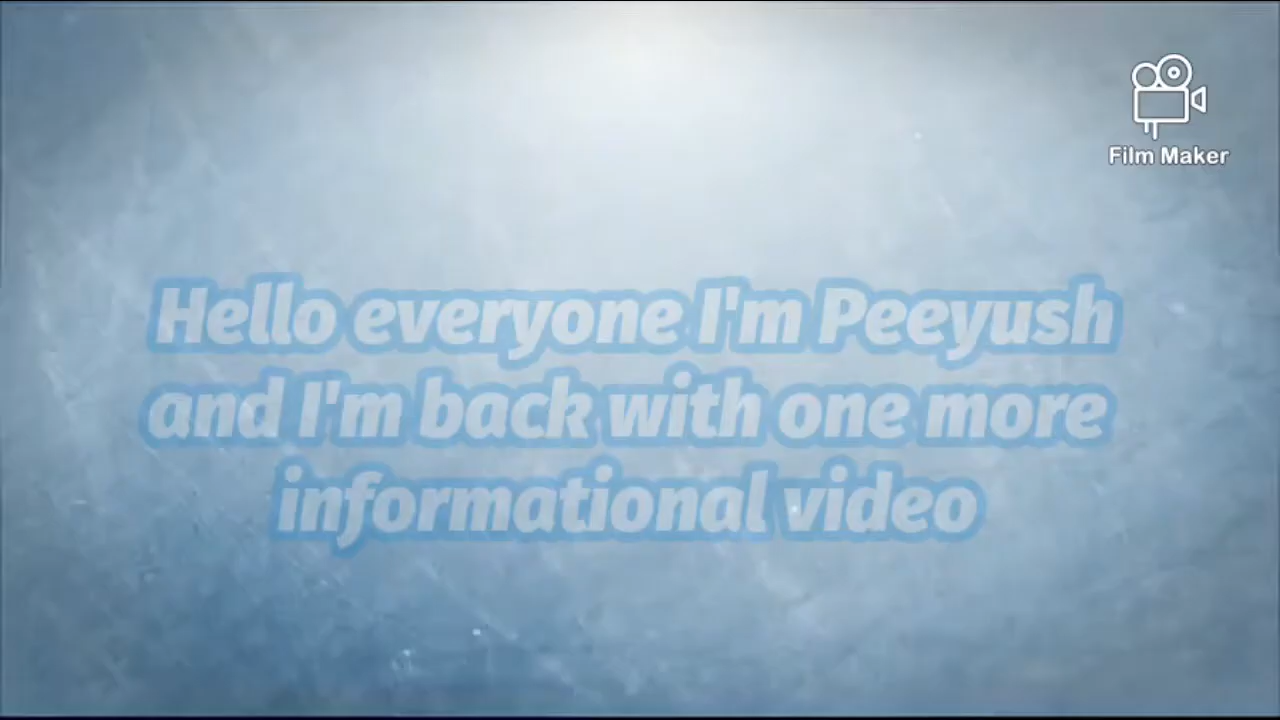 Film Maker
Hello everyone I'm Peeyush
and I'm back with one more
informational video